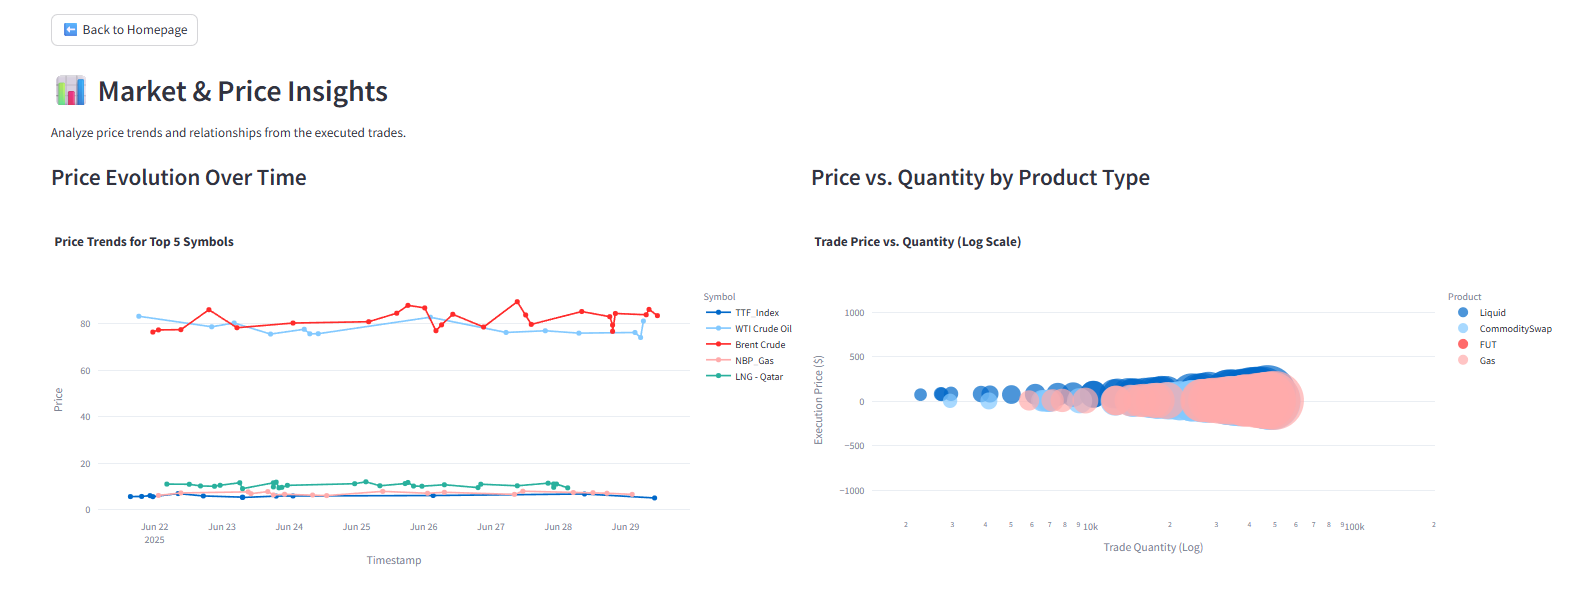 Back to Homepage
Market & Price Insights
Analyze price trends and relationships from the executed trades.
Price Evolution Over Time
Price Trends for Top 5 Symbols
Symbol
TTF_Index
WTI Crude Oil
Brent Crude
NBP_Gas
LNG - Qatar
Price
80
60
40
20
0
Jun 22
2025
Jun 23
Jun 24
Jun 25
Jun 26
Jun 27
Jun 28
Jun 29
Timestamp
Price vs. Quantity by Product Type
Trade Price vs. Quantity (Log Scale)
Product
Liquid
CommoditySwap
FUT
Gas
Execution Price ($)
1000
500
0
−500
−1000
2 3 4 5 6 7 8 9 10k 2 3 4 5 6 7 8 9 100k 2
Trade Quantity (Log)